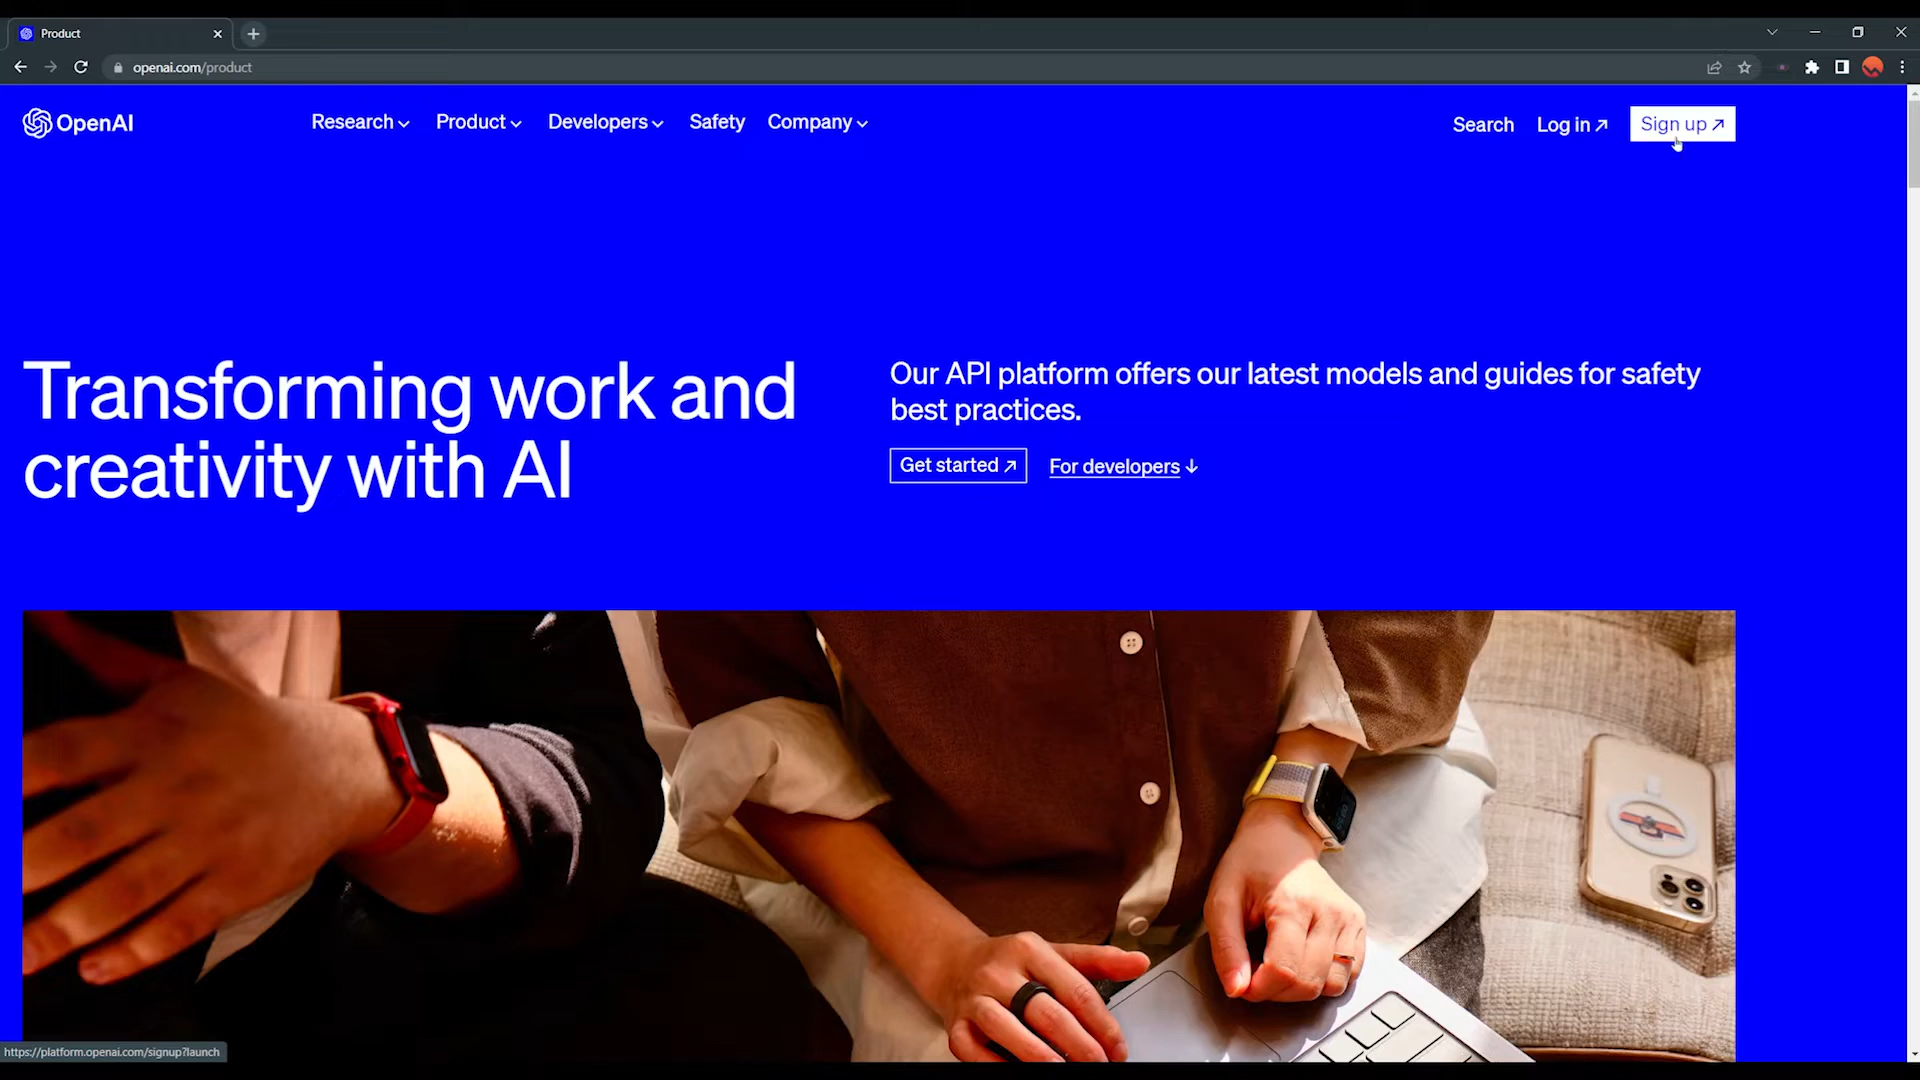 Product
openai.com/product
OpenAI
Research
Product
Developers
Safety
Company
Search
Log in
Sign up
Transforming work and
creativity with AI
Our API platform offers our latest models and guides for safety
best practices.
Get started
For developers
https://platform.openai.com/signup?launch